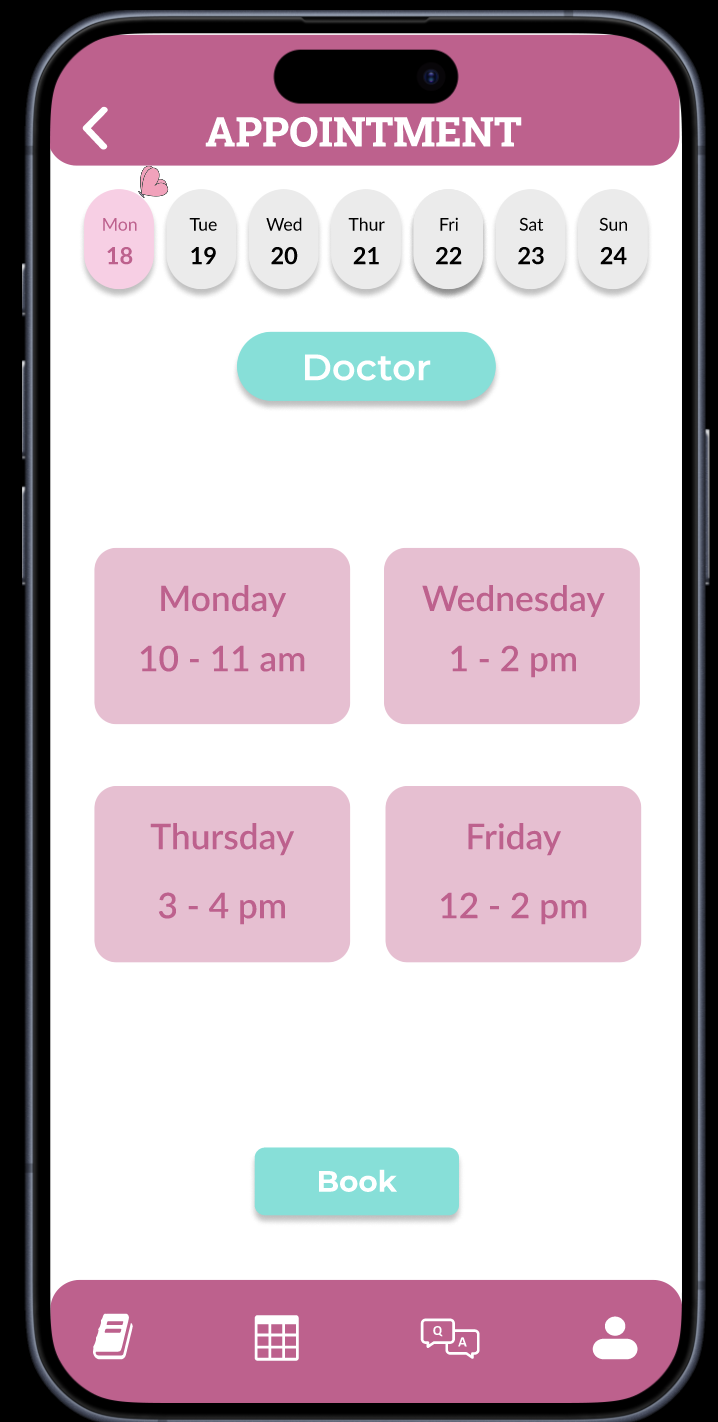 APPOINTMENT
Mon Tue Wed Thur Fri Sat Sun
18 19 20 21 22 23 24
Doctor
Monday Wednesday
10 - 11 am 1 - 2 pm
Thursday Friday
3 - 4 pm 12 - 2 pm
Book
Q A